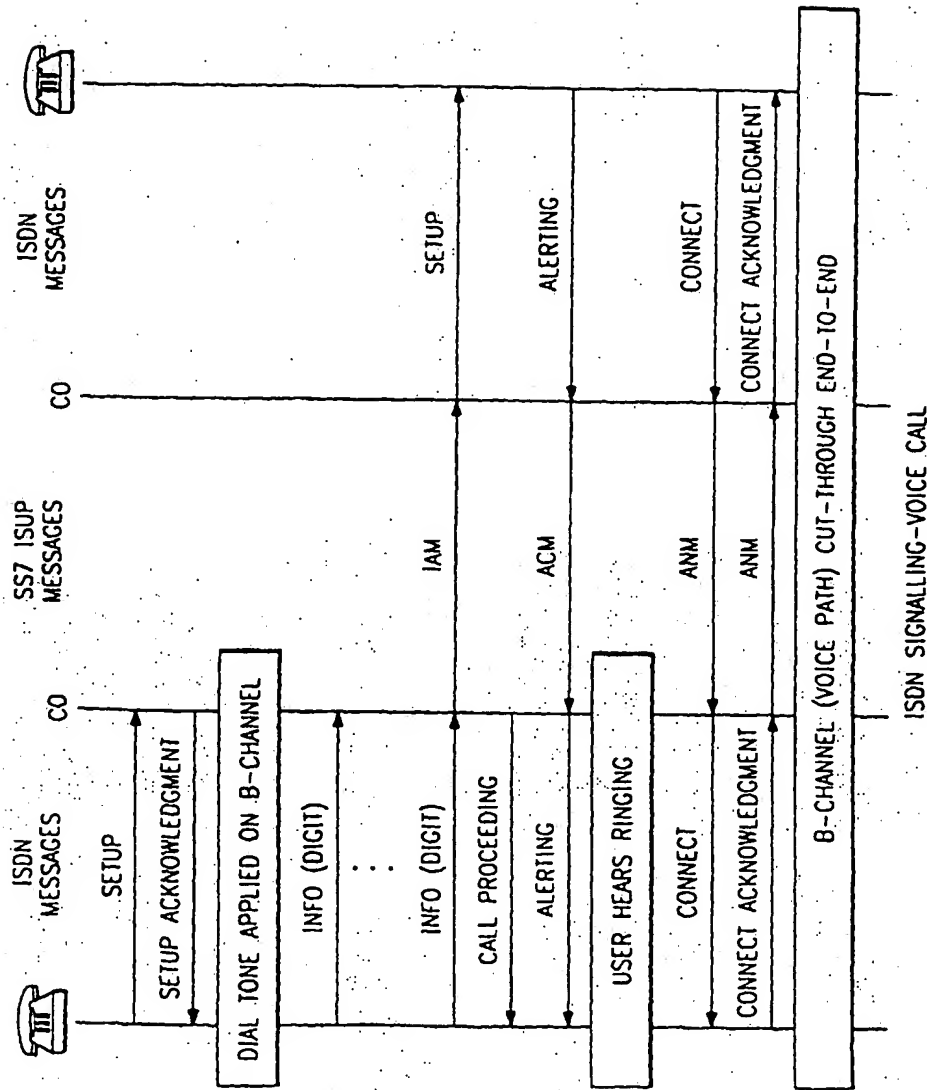 ISDN
MESSAGES
CO
SS7 ISUP
MESSAGES
CO
ISDN
MESSAGES
SETUP
SETUP ACKNOWLEDGMENT
DIAL TONE APPLIED ON B-CHANNEL
INFO (DIGIT)
INFO (DIGIT)
IAM
SETUP
CALL PROCEEDING
ALERTING
ACM
ALERTING
USER HEARS RINGING
CONNECT
ANM
CONNECT
CONNECT ACKNOWLEDGMENT
ANM
CONNECT ACKNOWLEDGMENT
B-CHANNEL (VOICE PATH) CUT-THROUGH END-TO-END
ISDN SIGNALLING-VOICE CALL